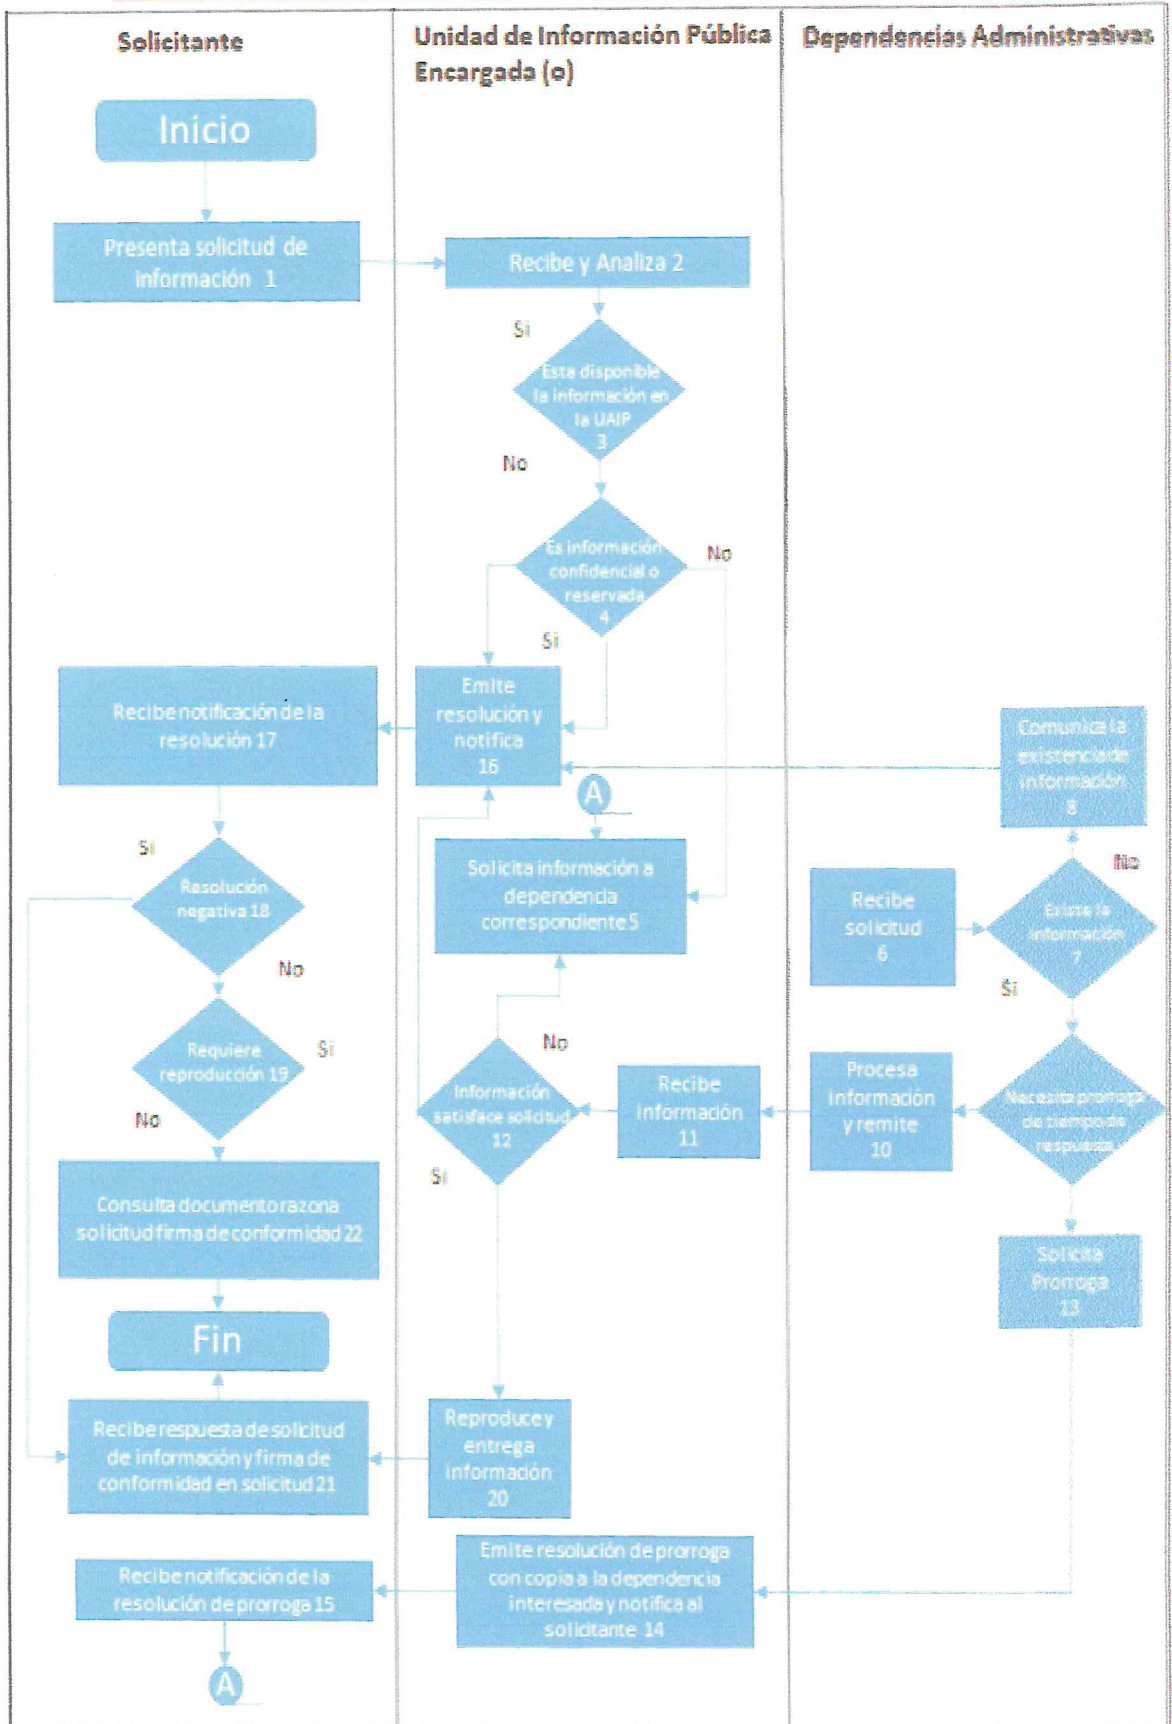 Solicitante
Unidad de Información Pública
Encargada (o)
Dependencias Administrativas
Inicio
Presenta solicitud de
información 1
Recibe y Analiza 2
Si
Esta disponible
la información en
la UAIP
3
No
Es información
confidencial o
reservada
4
No
Si
Emite
resolución y
notifica
16
Recibe notificación de la
resolución 17
Comunica la
existencia de
información
8
A
Si
Solicita información a
dependencia
correspondiente 5
No
Resolución
negativa 18
Recibe
solicitud
6
Existe la
información
7
No
Si
Requiere
reproducción 19
Si
No
No
Información
satisface solicitud
12
Si
Recibe
información
11
Procesa
información
y remite
10
Necesita prorroga
de tiempo de
respuesta
Consulta documento razona
solicitud firma de conformidad 22
Solicita
Prorroga
13
Fin
Recibe respuesta de solicitud
de información y firma de
conformidad en solicitud 21
Reproduce y
entrega
información
20
Emite resolución de prorroga
con copia a la dependencia
interesada y notifica al
solicitante 14
Recibe notificación de la
resolución de prorroga 15
A